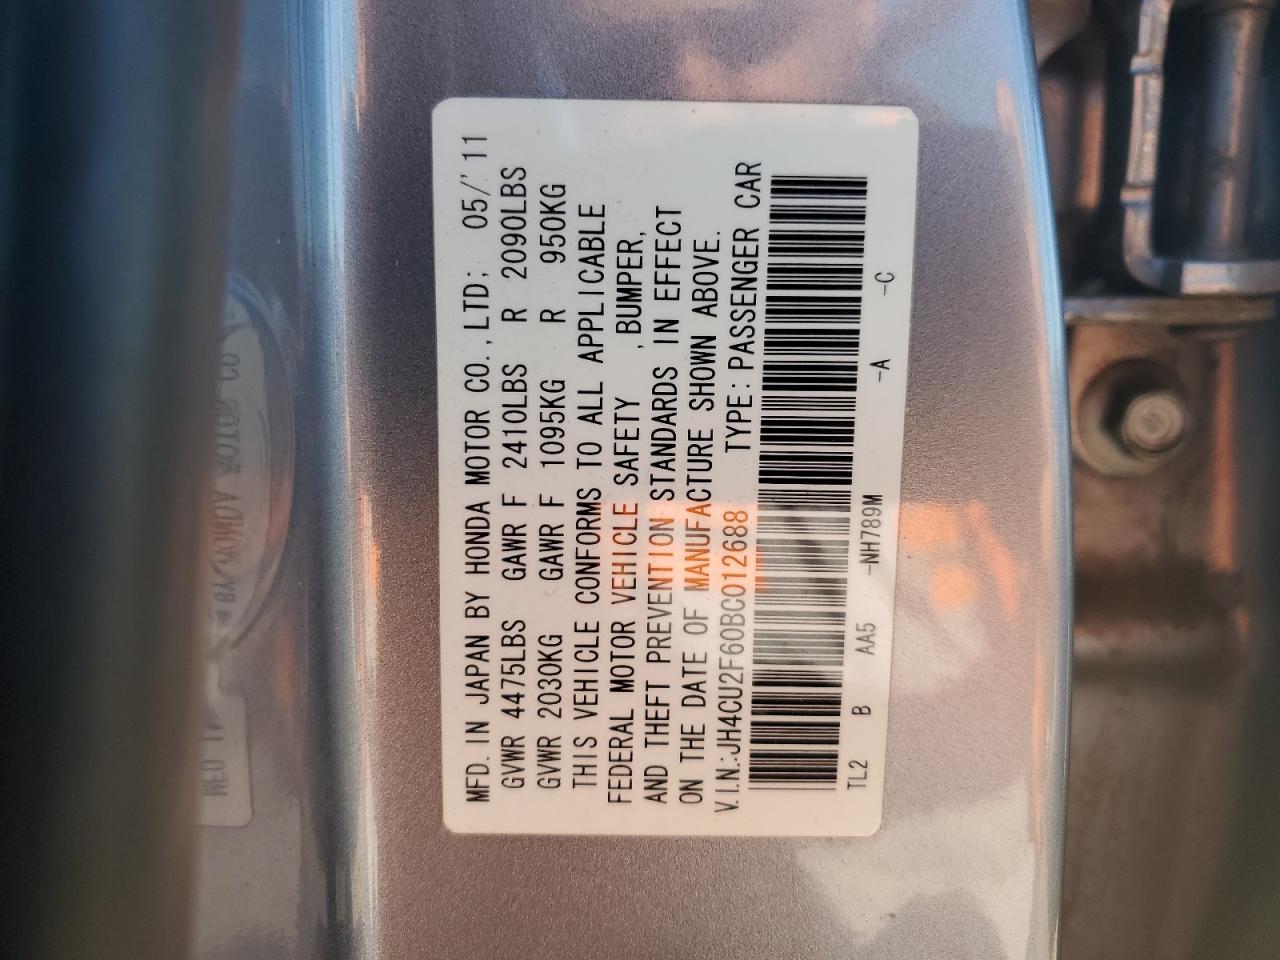 MFD. IN JAPAN BY HONDA MOTOR CO.,LTD; 05/'11
GVWR 4475LBS GAWR F 2410LBS R 2090LBS
GVWR 2030KG GAWR F 1095KG R 950KG
THIS VEHICLE CONFORMS TO ALL APPLICABLE
FEDERAL MOTOR VEHICLE SAFETY , BUMPER,
AND THEFT PREVENTION STANDARDS IN EFFECT
ON THE DATE OF MANUFACTURE SHOWN ABOVE.
V.I.N.:JH4CU2F60BC012688 TYPE: PASSENGER CAR
TL2 B AA5 -NH789M -A -C